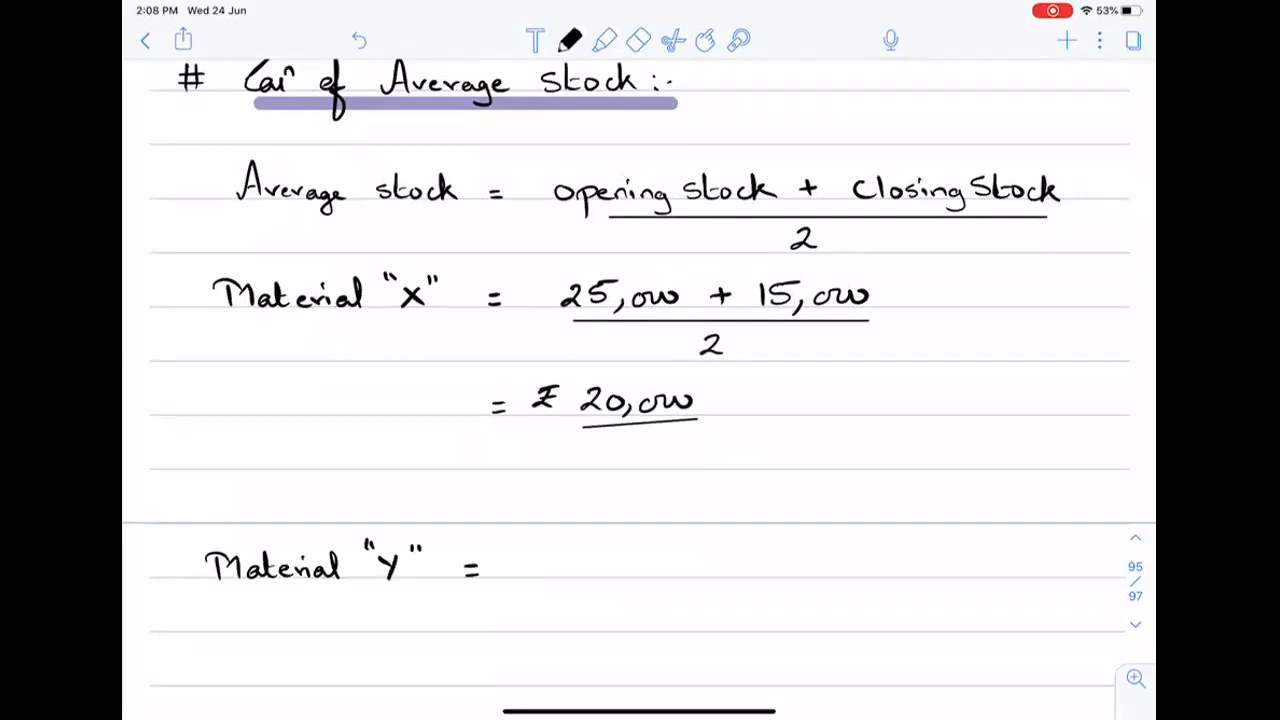 2:08 PM Wed 24 Jun 53%
T
# Caln of Average stock :-
Average stock = opening stock + closing stock
2
Material "X" = 25,000 + 15,000
2
= ₹ 20,000
Material "Y" =
95
/
97